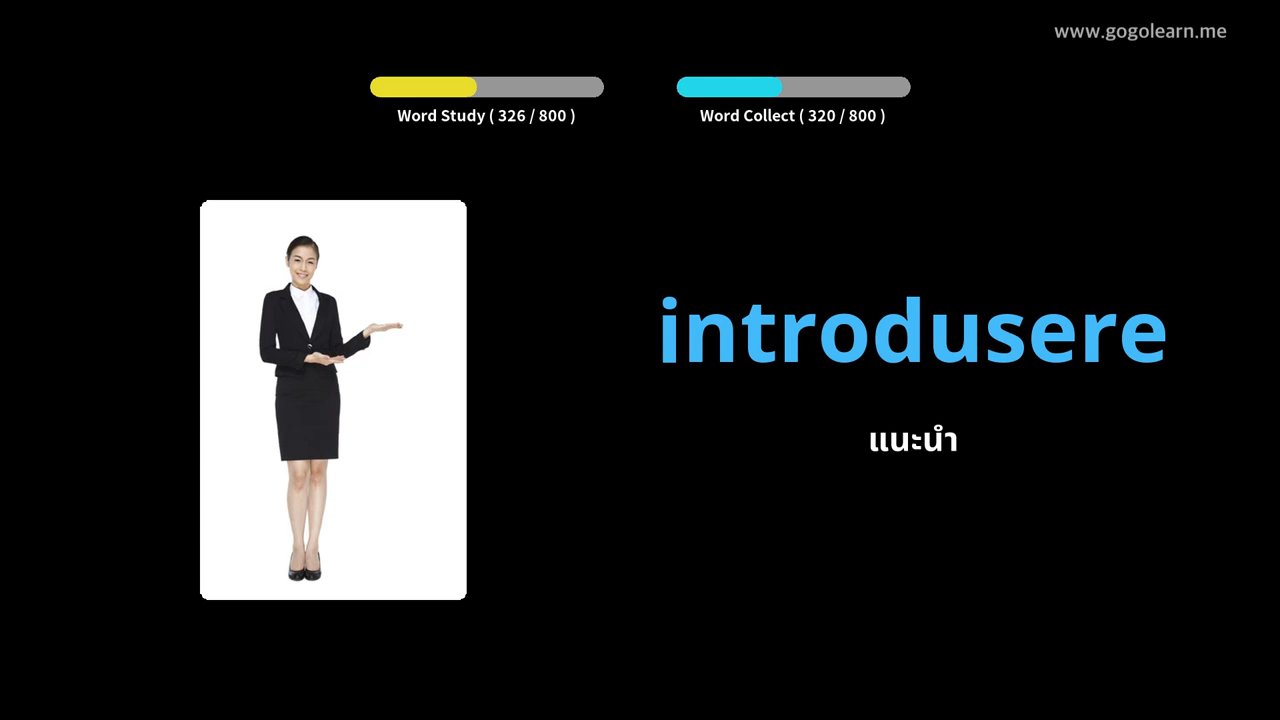 www.gogolearn.me
Word Study ( 326 / 800 )
Word Collect ( 320 / 800 )
introdusere
แนะนำ